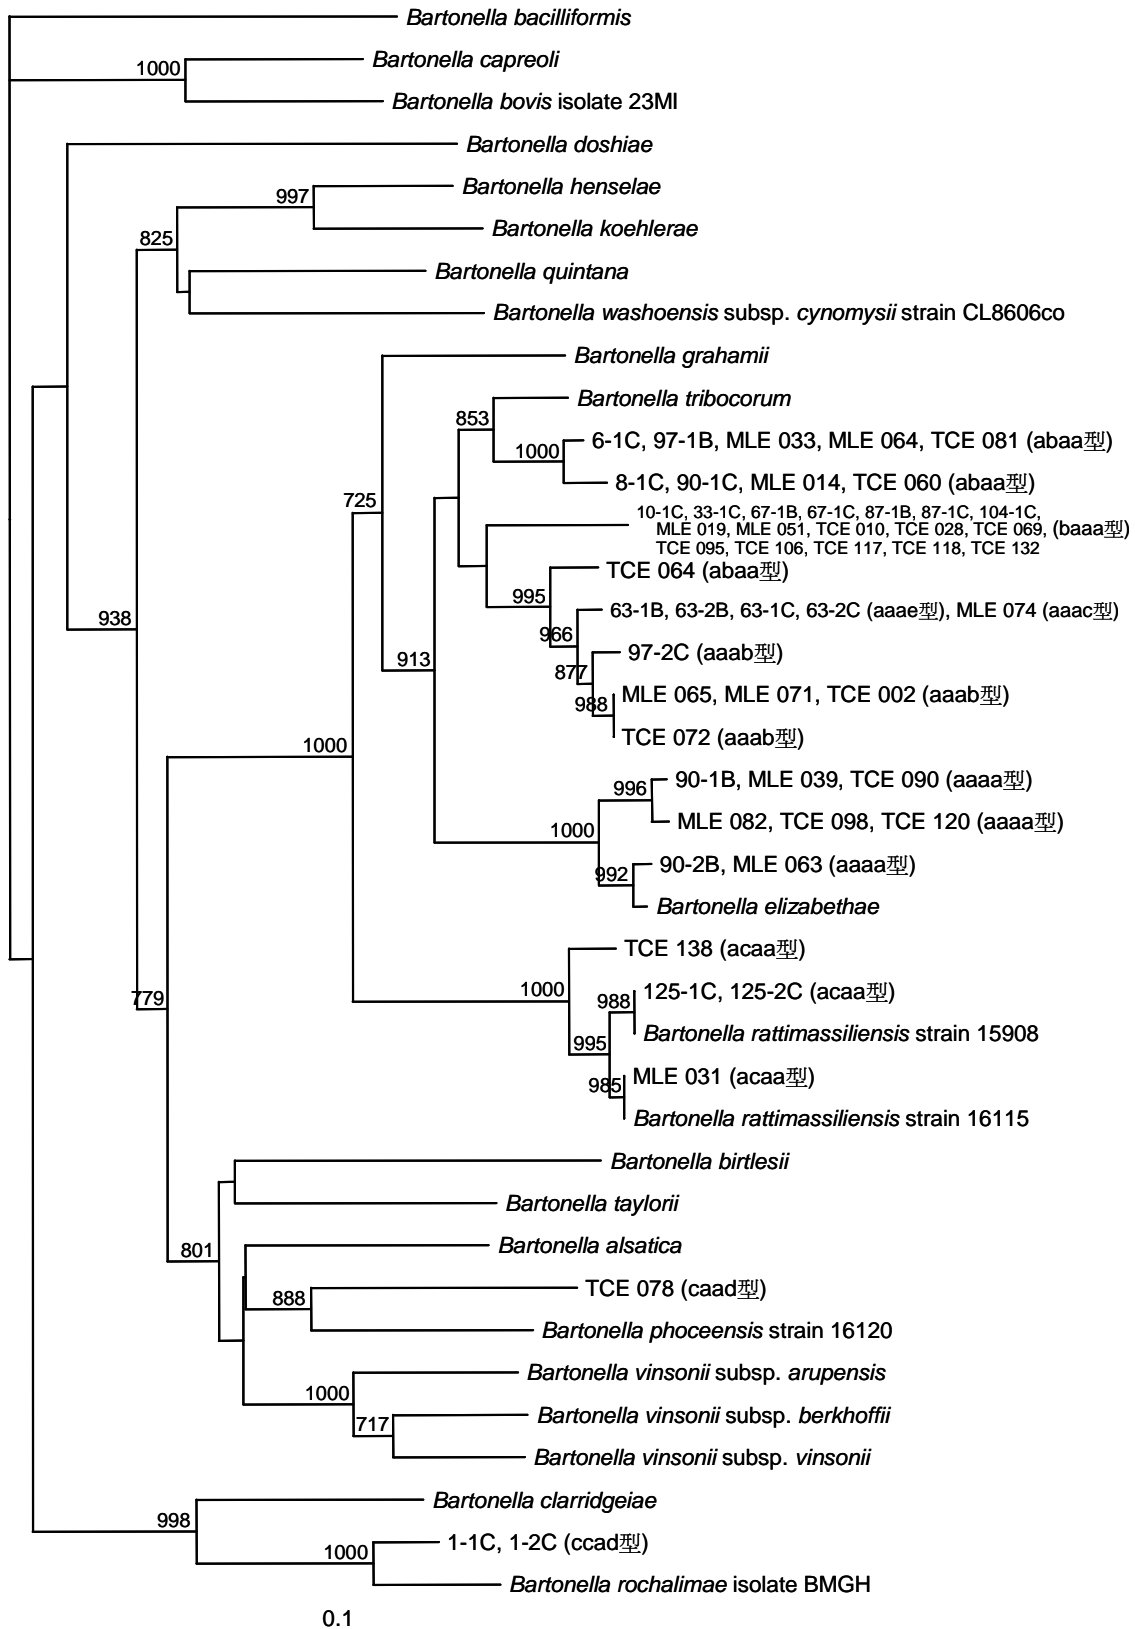 Bartonella bacilliformis
Bartonella capreoli
1000
Bartonella bovis isolate 23MI
Bartonella doshiae
Bartonella henselae
997
Bartonella koehlerae
825
Bartonella quintana
Bartonella washoensis subsp. cynomysii strain CL8606co
Bartonella grahamii
Bartonella tribocorum
853
6-1C, 97-1B, MLE 033, MLE 064, TCE 081 (abaa型)
1000
8-1C, 90-1C, MLE 014, TCE 060 (abaa型)
725
10-1C, 33-1C, 67-1B, 67-1C, 87-1B, 87-1C, 104-1C,
MLE 019, MLE 051, TCE 010, TCE 028, TCE 069, (baaa型)
TCE 095, TCE 106, TCE 117, TCE 118, TCE 132
TCE 064 (abaa型)
995
63-1B, 63-2B, 63-1C, 63-2C (aaae型), MLE 074 (aaac型)
938
966
97-2C (aaab型)
913
877
MLE 065, MLE 071, TCE 002 (aaab型)
988
TCE 072 (aaab型)
1000
90-1B, MLE 039, TCE 090 (aaaa型)
996
MLE 082, TCE 098, TCE 120 (aaaa型)
1000
90-2B, MLE 063 (aaaa型)
992
Bartonella elizabethae
TCE 138 (acaa型)
1000
125-1C, 125-2C (acaa型)
779
988
Bartonella rattimassiliensis strain 15908
995
MLE 031 (acaa型)
985
Bartonella rattimassiliensis strain 16115
Bartonella birtlesii
Bartonella taylorii
Bartonella alsatica
801
TCE 078 (caad型)
888
Bartonella phoceensis strain 16120
Bartonella vinsonii subsp. arupensis
1000
Bartonella vinsonii subsp. berkhoffii
717
Bartonella vinsonii subsp. vinsonii
Bartonella clarridgeiae
998
1-1C, 1-2C (ccad型)
1000
Bartonella rochalimae isolate BMGH
0.1